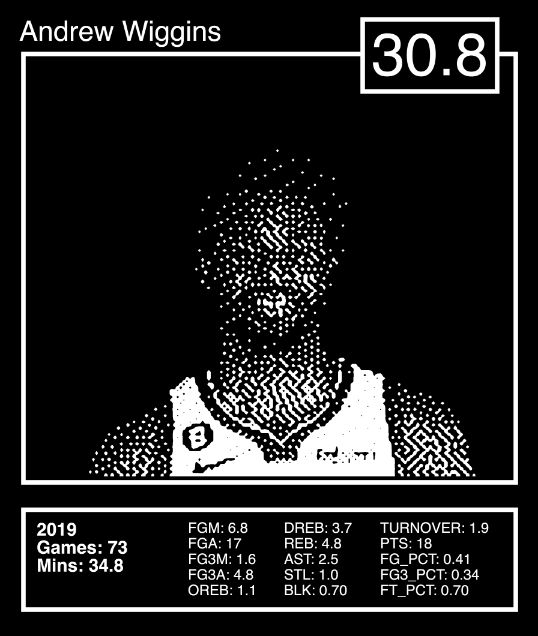 Andrew Wiggins
30.8
2019
Games: 73
Mins: 34.8
FGM: 6.8
FGA: 17
FG3M: 1.6
FG3A: 4.8
OREB: 1.1
DREB: 3.7
REB: 4.8
AST: 2.5
STL: 1.0
BLK: 0.70
TURNOVER: 1.9
PTS: 18
FG_PCT: 0.41
FG3_PCT: 0.34
FT_PCT: 0.70